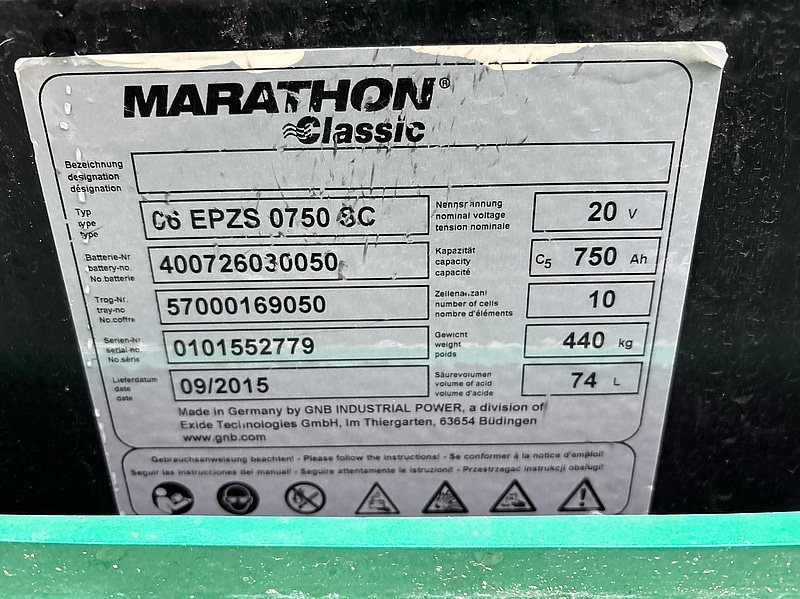 MARATHON®
Classic
Bezeichnung
designation
désignation
Typ
type
type
06 EPZS 0750 SC
Nennspannung
nominal voltage
tension nominale
20 V
Batterie-Nr
battery-no.
No.batterie
400726030050
Kapazität
capacity
capacité
C5 750 Ah
Trog-Nr.
tray-no
No.coffre
57000169050
Zellenanzahl
number of cells
nombre d'éléments
10
Serien-Nr
serial-no.
No.série
0101552779
Gewicht
weight
poids
440 kg
Lieferdatum
date
date
09/2015
Säurevolumen
volume of acid
volume d'acide
74 L
Made in Germany by GNB INDUSTRIAL POWER, a division of
Exide Technologies GmbH, Im Thiergarten, 63654 Büdingen
www.gnb.com
Gebrauchsanweisung beachten! - Please follow the instructions! - Se conformer à la notice d'emploi!
Seguir las instrucciones del manual! - Seguire attentamente le istruzioni! - Przestrzegac instrukcji obslugi!